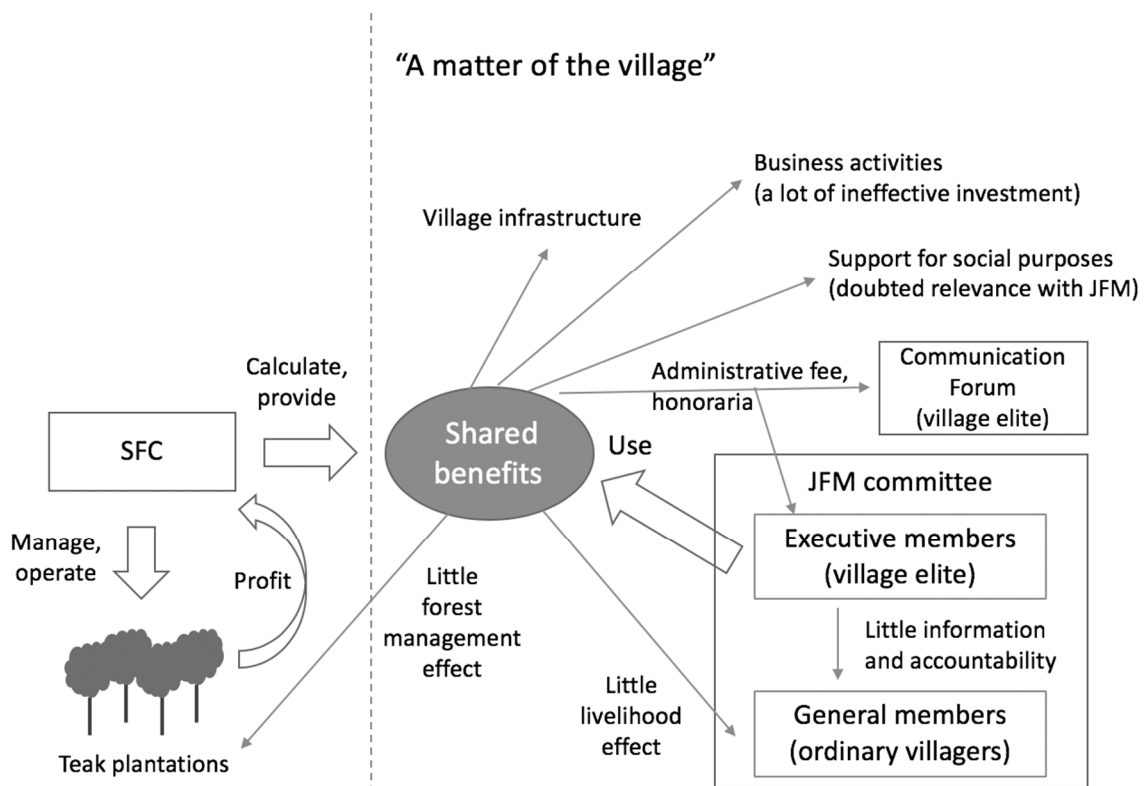 “A matter of the village”
Business activities
(a lot of ineffective investment)
Village infrastructure
Support for social purposes
(doubted relevance with JFM)
Calculate,
provide
Administrative fee,
honoraria
Communication
Forum
(village elite)
SFC
Shared
benefits
Use
JFM committee
Executive members
(village elite)
Manage,
operate
Profit
Little
forest
management
effect
Little information
and accountability
Little
livelihood
effect
General members
(ordinary villagers)
Teak plantations